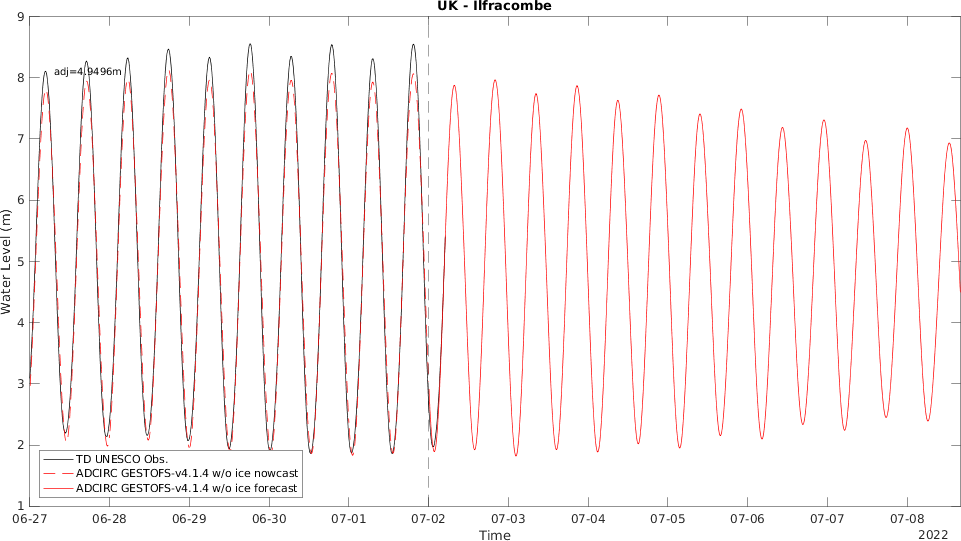 UK - Ilfracombe
adj=4.9496m
Water Level (m)
9
8
7
6
5
4
3
2
1
TD UNESCO Obs.
ADCIRC GESTOFS-v4.1.4 w/o ice nowcast
ADCIRC GESTOFS-v4.1.4 w/o ice forecast
06-27 06-28 06-29 06-30 07-01 07-02 07-03 07-04 07-05 07-06 07-07 07-08
Time
2022